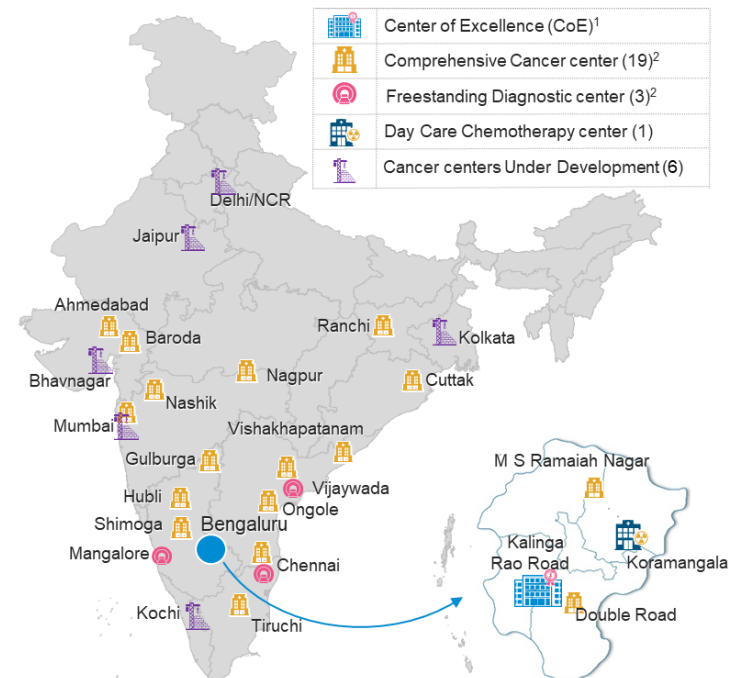 Center of Excellence (CoE)¹
Comprehensive Cancer center (19)²
Freestanding Diagnostic center (3)²
Day Care Chemotherapy center (1)
Cancer centers Under Development (6)
Delhi/NCR
Jaipur
Ahmedabad
Baroda
Ranchi
Kolkata
Bhavnagar
Nagpur
Cuttak
Nashik
Mumbai
Vishakhapatanam
Gulburga
Vijaywada
Hubli
Ongole
Shimoga
Bengaluru
Mangalore
Chennai
Kochi
Tiruchi
M S Ramaiah Nagar
Kalinga
Rao Road
Koramangala
Double Road